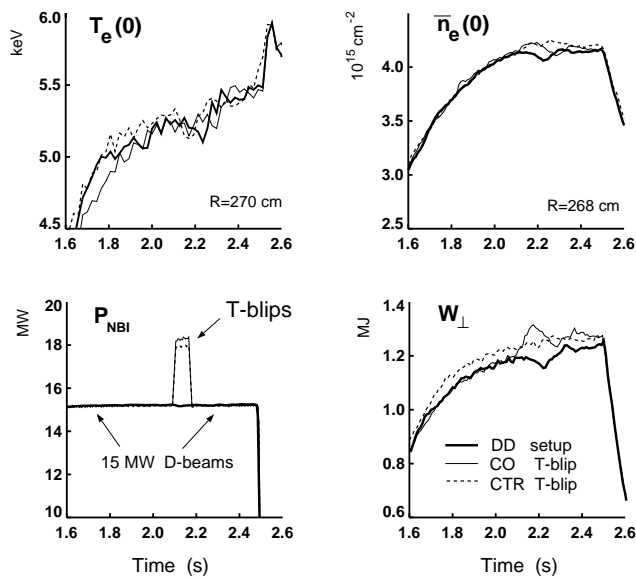 T_e(0)
keV
6.0
5.5
5.0
4.5
R=270 cm
1.6 1.8 2.0 2.2 2.4 2.6
n̅_e(0)
10^15 cm^-2
4.5
4.0
3.5
3.0
2.5
R=268 cm
1.6 1.8 2.0 2.2 2.4 2.6
P_NBI
T-blips
MW
20
18
16
14
12
10
15 MW D-beams
1.6 1.8 2.0 2.2 2.4 2.6
Time (s)
W_⊥
MJ
1.4
1.2
1.0
0.8
0.6
DD setup
CO T-blip
CTR T-blip
1.6 1.8 2.0 2.2 2.4 2.6
Time (s)